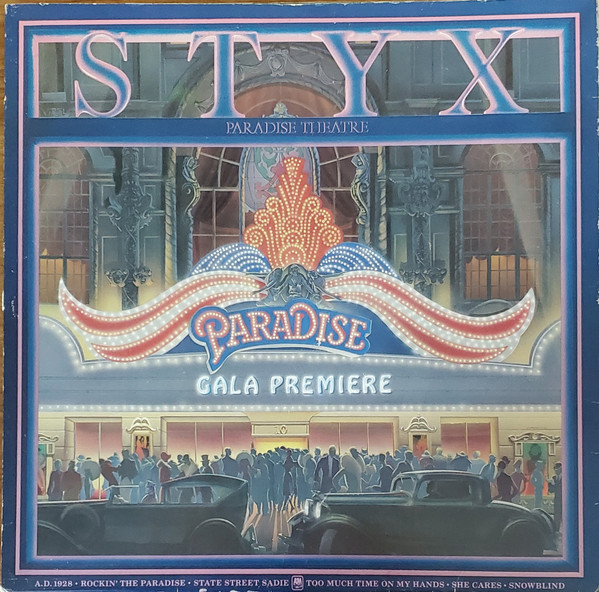 STYX
PARADISE THEATRE
PARADISE
GALA PREMIERE
10
A.D. 1928 • ROCKIN' THE PARADISE • STATE STREET SADIE • A&M • TOO MUCH TIME ON MY HANDS • SHE CARES • SNOWBLIND